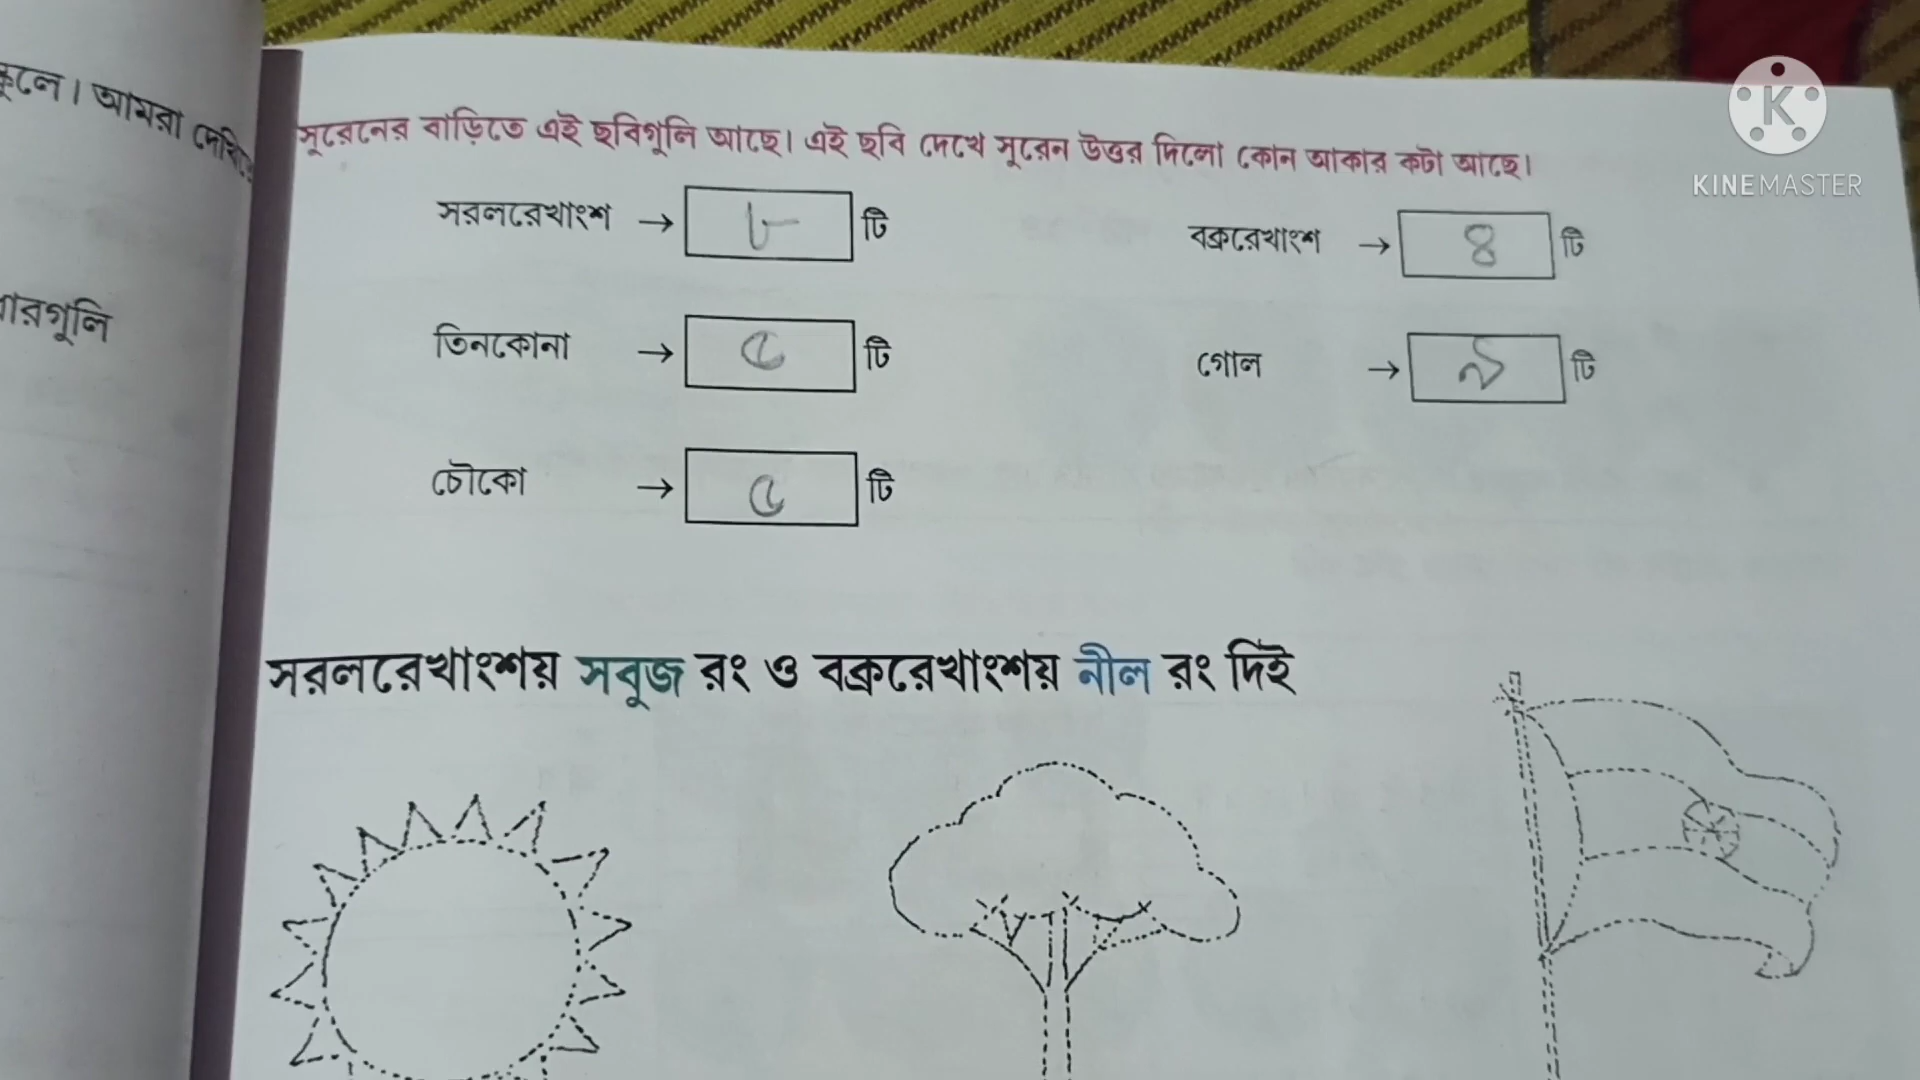 কুলে। আমরা দেখি
ারগুলি
সুরেনের বাড়িতে এই ছবিগুলি আছে। এই ছবি দেখে সুরেন উত্তর দিলো কোন আকার কটা আছে।
সরলরেখাংশ → ৮ টি বক্ররেখাংশ → ৪ টি
তিনকোনা → ৫ টি গোল → টি
চৌকো → ৫ টি
সরলরেখাংশয় সবুজ রং ও বক্ররেখাংশয় নীল রং দিই
K
KINEMASTER